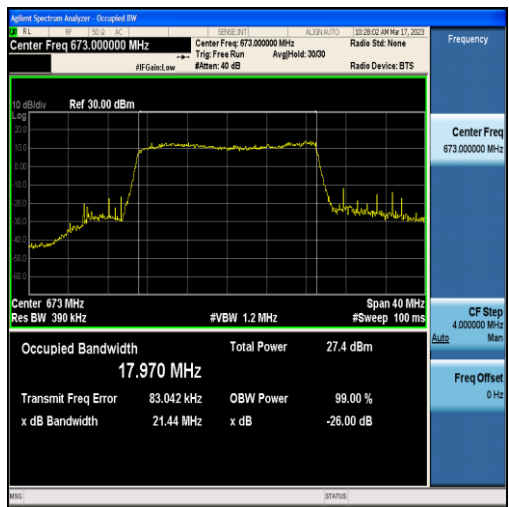 Agilent Spectrum Analyzer - Occupied BW
RL RF 50 Ω AC SENSE:INT ALIGN AUTO 10:28:02 AM Mar 17, 2023
Center Freq 673.000000 MHz
Center Freq: 673.000000 MHz
Radio Std: None
Trig: Free Run Avg|Hold: 30/30
#IFGain:Low
#Atten: 40 dB
Radio Device: BTS
Frequency
10 dB/div Ref 30.00 dBm
Log
20.0
10.0
0.00
-10.0
-20.0
-30.0
-40.0
-50.0
-60.0
Center Freq
673.000000 MHz
Center 673 MHz
Span 40 MHz
Res BW 390 kHz
#VBW 1.2 MHz
#Sweep 100 ms
CF Step
4.000000 MHz
Auto Man
Occupied Bandwidth
Total Power 27.4 dBm
17.970 MHz
Transmit Freq Error 83.042 kHz
OBW Power 99.00 %
x dB Bandwidth 21.44 MHz
x dB -26.00 dB
Freq Offset
0 Hz
MSG
STATUS